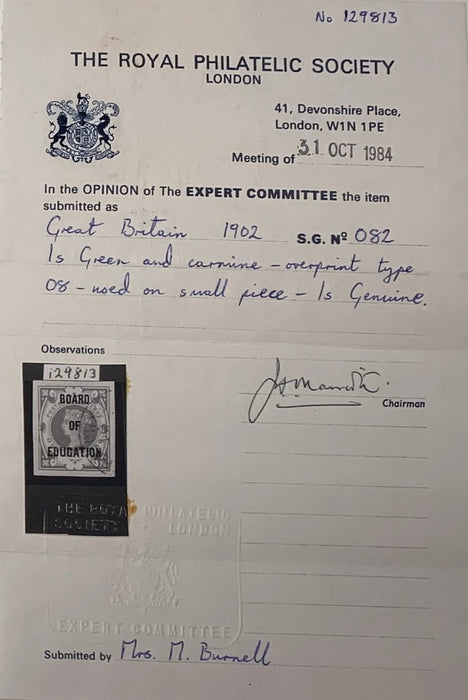 No 129813
THE ROYAL PHILATELIC SOCIETY
LONDON
41, Devonshire Place,
London, W1N 1PE
Meeting of 31 OCT 1984
In the OPINION of The EXPERT COMMITTEE the item
submitted as
Great Britain 1902 S.G. Nº O82
1s Green and carmine - overprint type
O8 - used on small piece - Is Genuine.
Observations
129813
BOARD
OF
EDUCATION
Chairman
THE ROYAL PHILATELIC
SOCIETY · LONDON
EXPERT COMMITTEE
Submitted by Mrs. M. Burnell